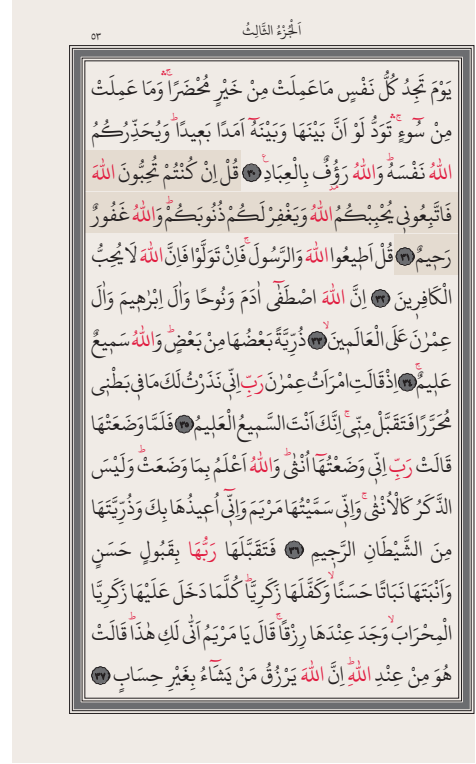 اَلْجُزْءُ الثَّالِثُ
٥٣
يَوْمَ تَجِدُ كُلُّ نَفْسٍ مَاعَمِلَتْ مِنْ خَيْرٍ مُحْضَرًاۚۛ وَمَا عَمِلَتْ
مِنْ سُٓوءٍۚۛ تَوَدُّ لَوْ اَنَّ بَيْنَهَا وَبَيْنَهُٓ اَمَدًا بَعٖيدًاۜ وَيُحَذِّرُكُمُ
اللّٰهُ نَفْسَهُۜ وَاللّٰهُ رَؤُفٌ بِالْعِبَادِ۟ ﴿٣٠﴾ قُلْ اِنْ كُنْتُمْ تُحِبُّونَ اللّٰهَ
فَاتَّبِعُونٖي يُحْبِبْكُمُ اللّٰهُ وَيَغْفِرْ لَكُمْ ذُنُوبَكُمْۜ وَاللّٰهُ غَفُورٌ
رَحٖيمٌ ﴿٣١﴾ قُلْ اَطٖيعُوا اللّٰهَ وَالرَّسُولَۚ فَاِنْ تَوَلَّوْا فَاِنَّ اللّٰهَ لَا يُحِبُّ
الْكَافِرٖينَ ﴿٣٢﴾ اِنَّ اللّٰهَ اصْطَفٰٓى اٰدَمَ وَنُوحًا وَاٰلَ اِبْرٰهٖيمَ وَاٰلَ
عِمْرٰنَ عَلَى الْعَالَمٖينَۙ ﴿٣٣﴾ ذُرِّيَّةً بَعْضُهَا مِنْ بَعْضٍۜ وَاللّٰهُ سَمٖيعٌ
عَلٖيمٌۚ ﴿٣٤﴾ اِذْ قَالَتِ امْرَاَتُ عِمْرٰنَ رَبِّ اِنّٖي نَذَرْتُ لَكَ مَا فٖي بَطْنٖي
مُحَرَّرًا فَتَقَبَّلْ مِنّٖيۚ اِنَّكَ اَنْتَ السَّمٖيعُ الْعَلٖيمُ ﴿٣٥﴾ فَلَمَّا وَضَعَتْهَا
قَالَتْ رَبِّ اِنّٖي وَضَعْتُهَٓا اُنْثٰىۜ وَاللّٰهُ اَعْلَمُ بِمَا وَضَعَتْۜ وَلَيْسَ
الذَّكَرُ كَالْاُنْثٰىۚ وَاِنّٖي سَمَّيْتُهَا مَرْيَمَ وَاِنّٖٓي اُعٖيذُهَا بِكَ وَذُرِّيَّتَهَا
مِنَ الشَّيْطَانِ الرَّجٖيمِ ﴿٣٦﴾ فَتَقَبَّلَهَا رَبُّهَا بِقَبُولٍ حَسَنٍ
وَاَنْبَتَهَا نَبَاتًا حَسَنًاۙ وَكَفَّلَهَا زَكَرِيَّاۜ كُلَّمَا دَخَلَ عَلَيْهَا زَكَرِيَّا
الْمِحْرَابَۙ وَجَدَ عِنْدَهَا رِزْقًاۚ قَالَ يَا مَرْيَمُ اَنّٰى لَكِ هٰذَاۜ قَالَتْ
هُوَ مِنْ عِنْدِ اللّٰهِۜ اِنَّ اللّٰهَ يَرْزُقُ مَنْ يَشَٓاءُ بِغَيْرِ حِسَابٍ ﴿٣٧﴾